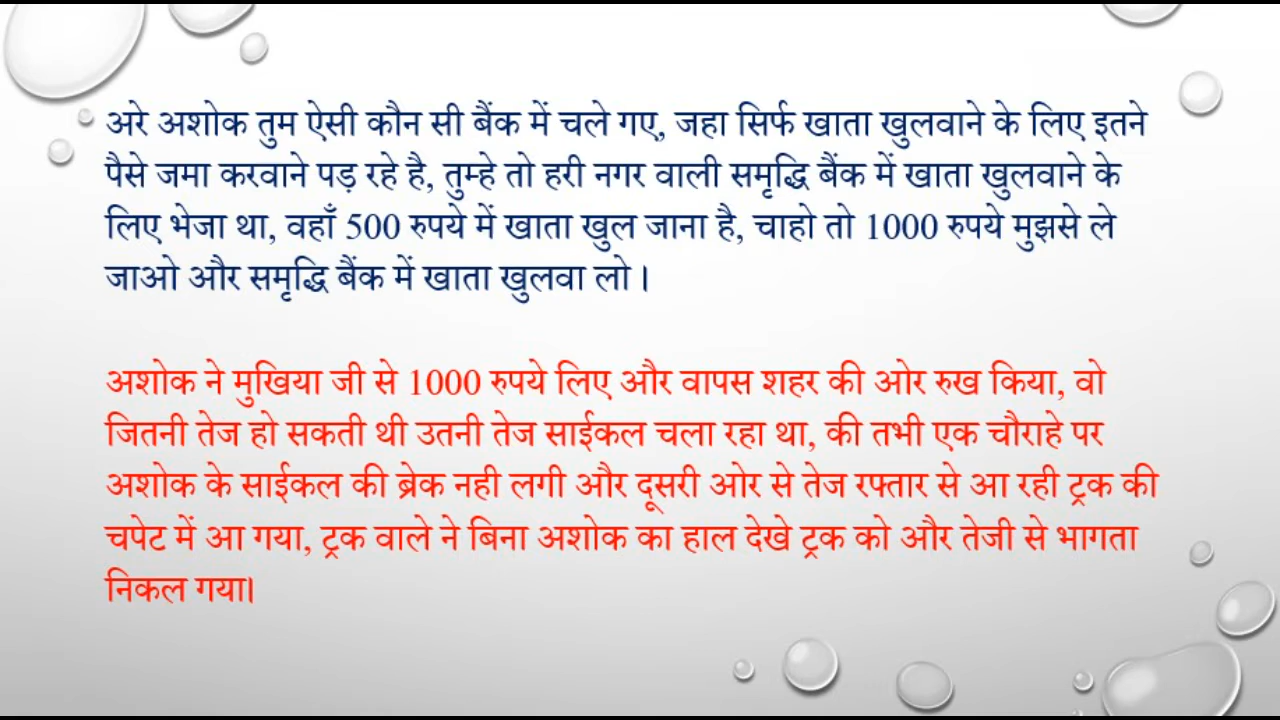 अरे अशोक तुम ऐसी कौन सी बैंक में चले गए, जहा सिर्फ खाता खुलवाने के लिए इतने
पैसे जमा करवाने पड़ रहे है, तुम्हे तो हरी नगर वाली समृद्धि बैंक में खाता खुलवाने के
लिए भेजा था, वहाँ 500 रुपये में खाता खुल जाना है, चाहो तो 1000 रुपये मुझसे ले
जाओ और समृद्धि बैंक में खाता खुलवा लो ।
अशोक ने मुखिया जी से 1000 रुपये लिए और वापस शहर की ओर रुख किया, वो
जितनी तेज हो सकती थी उतनी तेज साईकल चला रहा था, की तभी एक चौराहे पर
अशोक के साईकल की ब्रेक नही लगी और दूसरी ओर से तेज रफ्तार से आ रही ट्रक की
चपेट में आ गया, ट्रक वाले ने बिना अशोक का हाल देखे ट्रक को और तेजी से भागता
निकल गया।